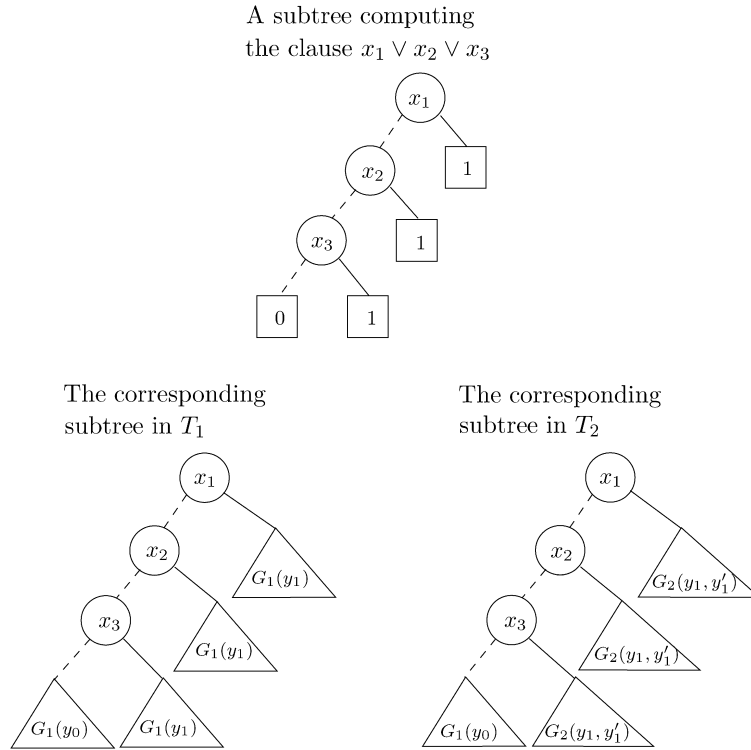 A subtree computing
the clause x₁ ∨ x₂ ∨ x₃
x₁
x₂
1
x₃
1
0
1
The corresponding
subtree in T₁
x₁
x₂
G₁(y₁)
x₃
G₁(y₁)
G₁(y₀)
G₁(y₁)
The corresponding
subtree in T₂
x₁
x₂
G₂(y₁, y₁′)
x₃
G₂(y₁, y₁′)
G₁(y₀)
G₂(y₁, y₁′)